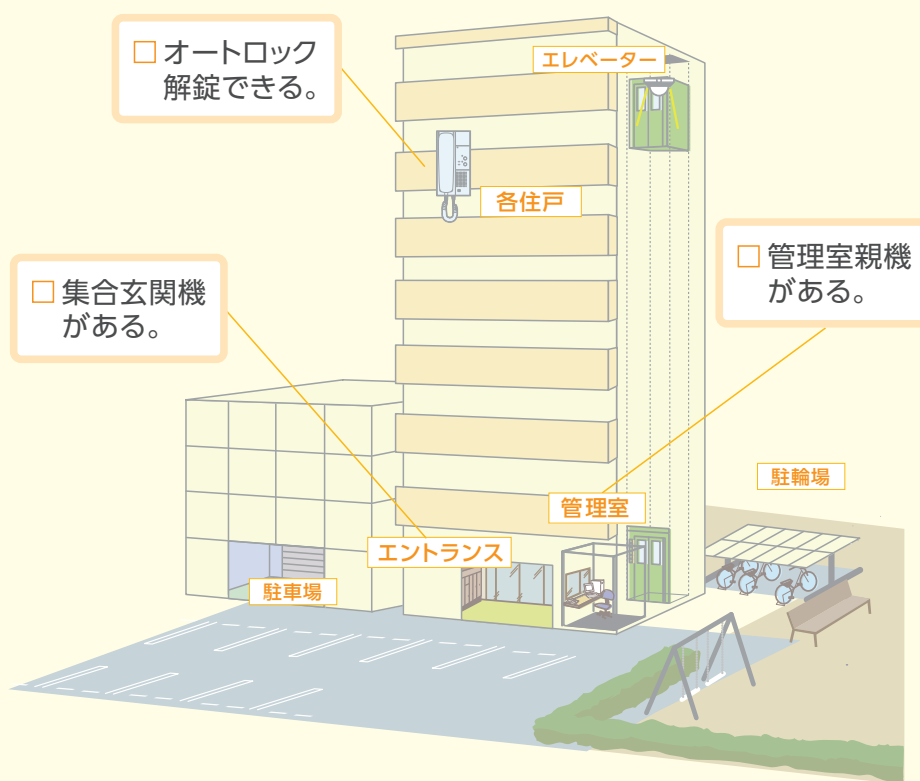 □ オートロック
解錠できる。
エレベーター
各住戸
□ 管理室親機
がある。
□ 集合玄関機
がある。
駐輪場
管理室
エントランス
駐車場